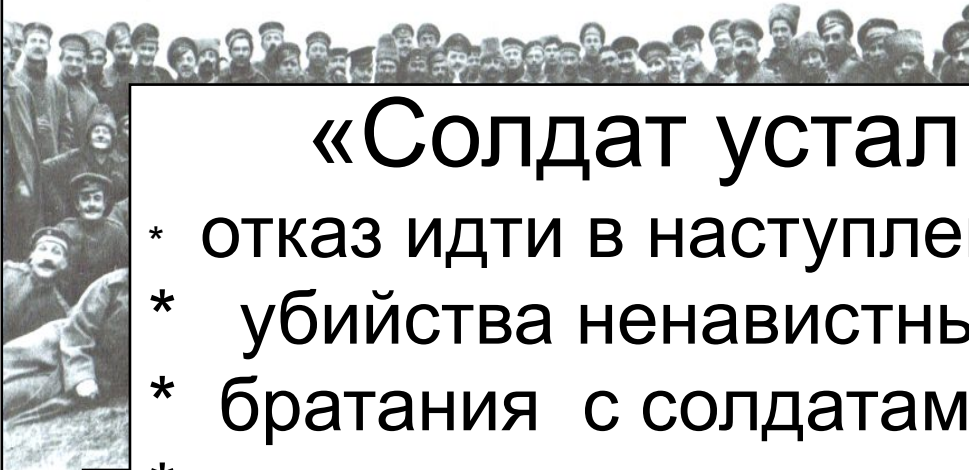 «Солдат устал
* отказ идти в наступле
* убийства ненавистны
* братания с солдатам
*